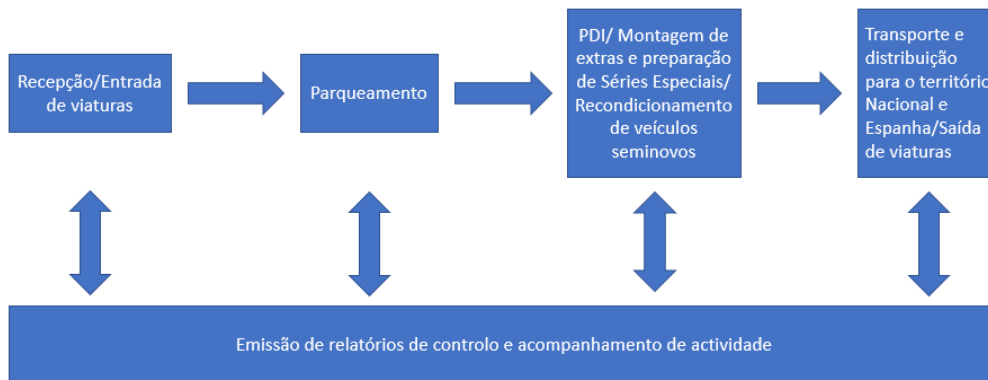 Recepção/Entrada
de viaturas
Parqueamento
PDI/ Montagem de
extras e preparação
de Séries Especiais/
Recondicionamento
de veículos
seminovos
Transporte e
distribuição
para o território
Nacional e
Espanha/Saída
de viaturas
Emissão de relatórios de controlo e acompanhamento de actividade